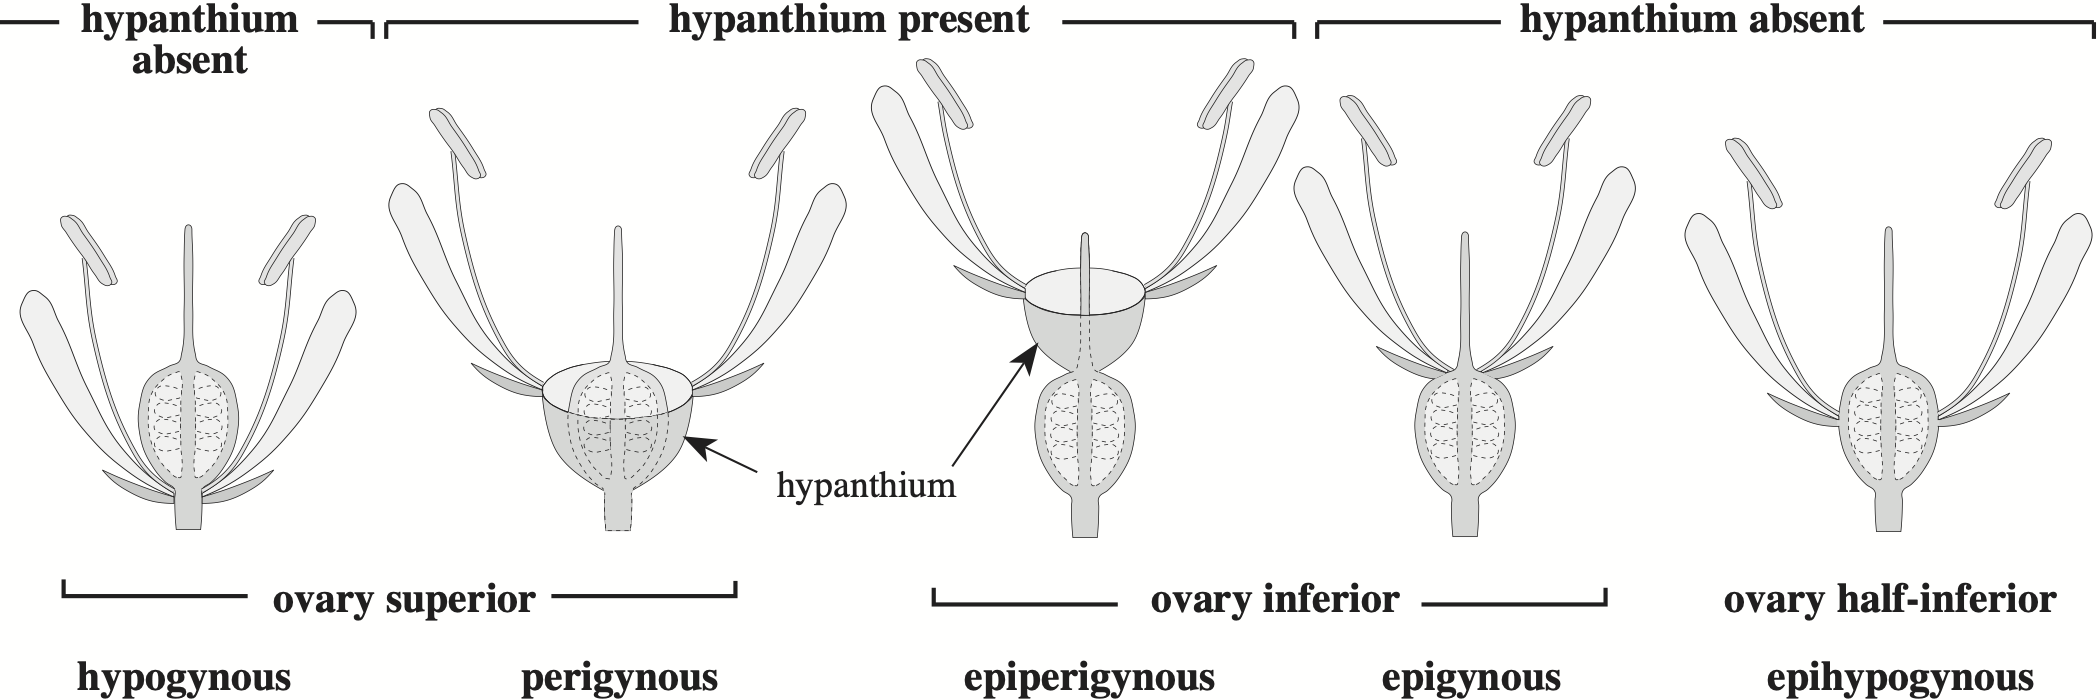 hypanthium
absent
hypanthium present
hypanthium absent
hypanthium
ovary superior
ovary inferior
ovary half-inferior
hypogynous
perigynous
epiperigynous
epigynous
epihypogynous